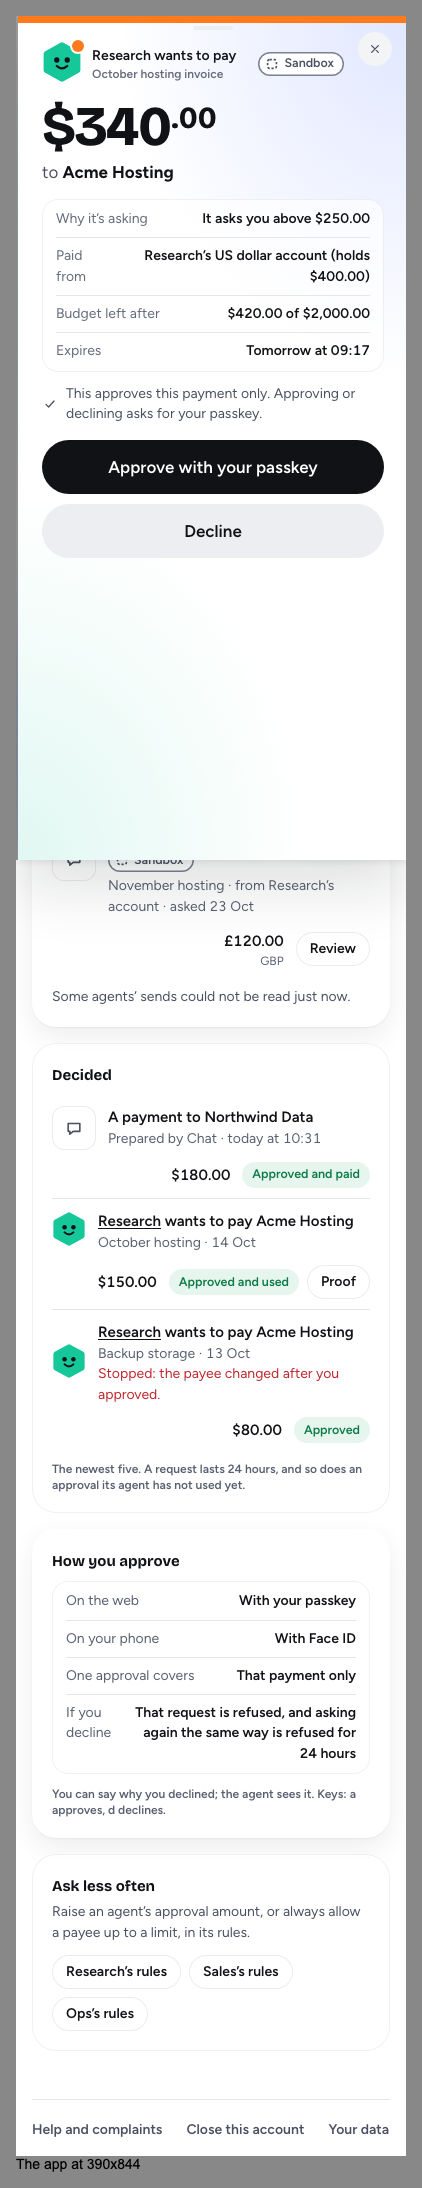 Research wants to pay
October hosting invoice
Sandbox
$340.00
to Acme Hosting
Why it's asking
It asks you above $250.00
Paid from
Research's US dollar account (holds
$400.00)
Budget left after
$420.00 of $2,000.00
Expires
Tomorrow at 09:17
This approves this payment only. Approving or
declining asks for your passkey.
Approve with your passkey
Decline
Sandbox
November hosting · from Research's
account · asked 23 Oct
£120.00
GBP
Review
Some agents' sends could not be read just now.
Decided
A payment to Northwind Data
Prepared by Chat · today at 10:31
$180.00
Approved and paid
Research wants to pay Acme Hosting
October hosting · 14 Oct
$150.00
Approved and used
Proof
Research wants to pay Acme Hosting
Backup storage · 13 Oct
Stopped: the payee changed after you
approved.
$80.00
Approved
The newest five. A request lasts 24 hours, and so does an
approval its agent has not used yet.
How you approve
On the web
With your passkey
On your phone
With Face ID
One approval covers
That payment only
If you
decline
That request is refused, and asking
again the same way is refused for
24 hours
You can say why you declined; the agent sees it. Keys: a
approves, d declines.
Ask less often
Raise an agent's approval amount, or always allow
a payee up to a limit, in its rules.
Research's rules
Sales's rules
Ops's rules
Help and complaints
Close this account
Your data
The app at 390x844